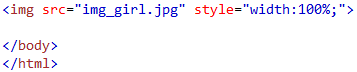 <img src="img_girl.jpg" style="width:100%;">
</body>
</html>